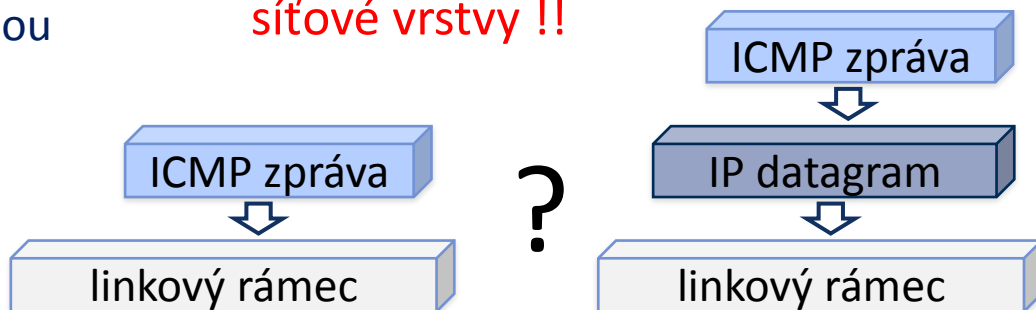 ou
síťové vrstvy !!
ICMP zpráva
ICMP zpráva
?
IP datagram
linkový rámec
linkový rámec